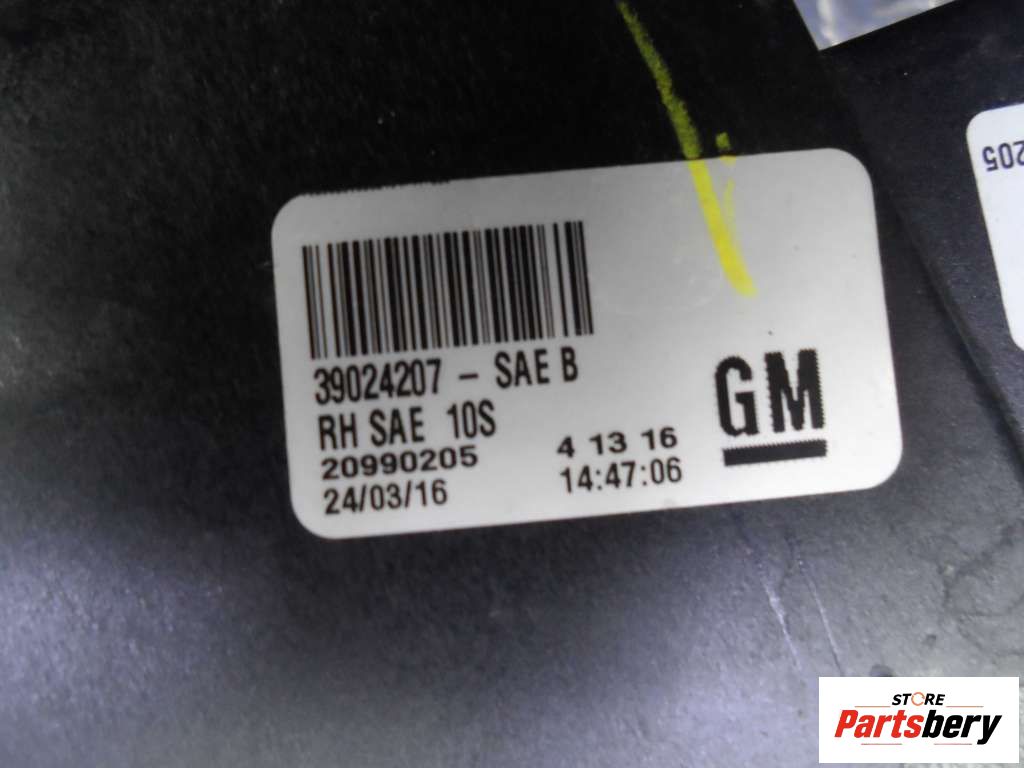 205
39024207 - SAE B
RH SAE 10S
20990205
4 13 16
24/03/16
14:47:06
GM
STORE
Partsbery